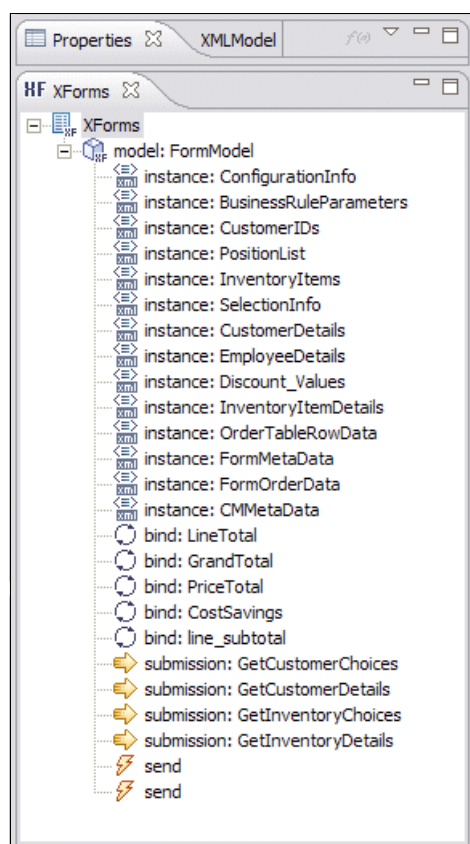 Properties XMLModel f(a)
XF XForms
XForms
model: FormModel
instance: ConfigurationInfo
instance: BusinessRuleParameters
instance: CustomerIDs
instance: PositionList
instance: InventoryItems
instance: SelectionInfo
instance: CustomerDetails
instance: EmployeeDetails
instance: Discount_Values
instance: InventoryItemDetails
instance: OrderTableRowData
instance: FormMetaData
instance: FormOrderData
instance: CMMetaData
bind: LineTotal
bind: GrandTotal
bind: PriceTotal
bind: CostSavings
bind: line_subtotal
submission: GetCustomerChoices
submission: GetCustomerDetails
submission: GetInventoryChoices
submission: GetInventoryDetails
send
send